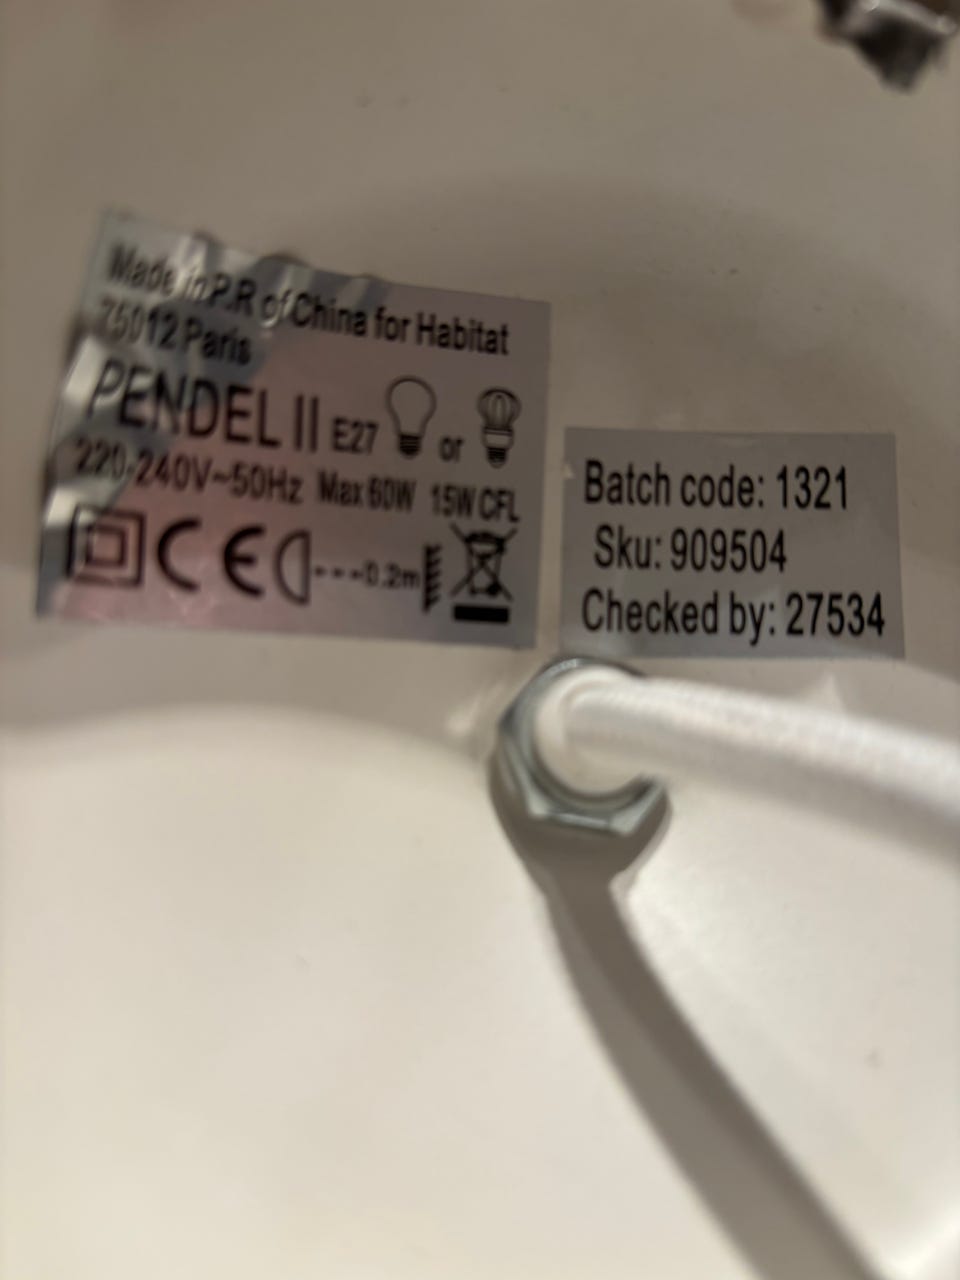 Made in P.R of China for Habitat
75012 Paris
PENDEL II E27 or
220-240V~50Hz Max 60W 15W CFL
CE 0.2m
Batch code: 1321
Sku: 909504
Checked by: 27534